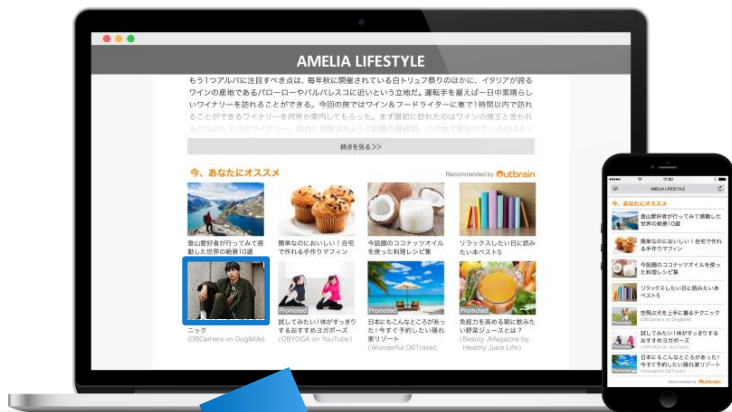 AMELIA LIFESTYLE
もう1つアルバに注目すべき点は、毎年秋に開催されている白トリュフ祭りのほかに、イタリアが誇る
ワインの産地であるバローローやバルバレスコに近いという立地だ。運転手を雇えば一日中素晴らし
いワイナリーを訪れることができる。今回の旅ではワイン＆フードライターに車で1時間以内で訪れ
ることができるワイナリーを何件か案内してもらった。まず最初に訪れたのはワインの
続きを見る>>
今、あなたにオススメ
Recommended by Outbrain
登山愛好者が行ってみて感
動した世界の絶景10選
簡単なのにおいしい！自宅
で作れる手作りマフィン
今話題のココナッツオイル
を使った料理レシピ集
リラックスしたい日に読み
たい本ベスト5
ニック
(OBCamera on Dog&Me)
Promoted
試してみたい！体がすっきり
するおすすめヨガポーズ
(OBYOGA on YouTube)
Promoted
日本にもこんなところがあっ
た！今すぐ予約したい隠れ
家リゾート
(Wonderful OBTravel)
Promoted
免疫力を高める朝に飲みた
い野菜ジュースとは？
(Beauty JMagazine by
Healthy Juice Life)
17:30
AMELIA LIFESTYLE
今、あなたにオススメ
登山愛好者が行ってみて感動した
世界の絶景10選
簡単なのにおいしい！自宅で作れ
る手作りマフィン
今話題のココナッツオイルを使っ
た料理レシピ集
リラックスしたい日に読みたい本
ベスト5
空飛ぶ犬を上手に撮るテクニック
(OBCamera on Dog&Me)
試してみたい！体がすっきりする
おすすめヨガポーズ
(OBYOGA on YouTube)
日本にもこんなところがあった！
今すぐ予約したい隠れ家リゾート
(Wonderful OBTravel)
Recommended by Outbrain